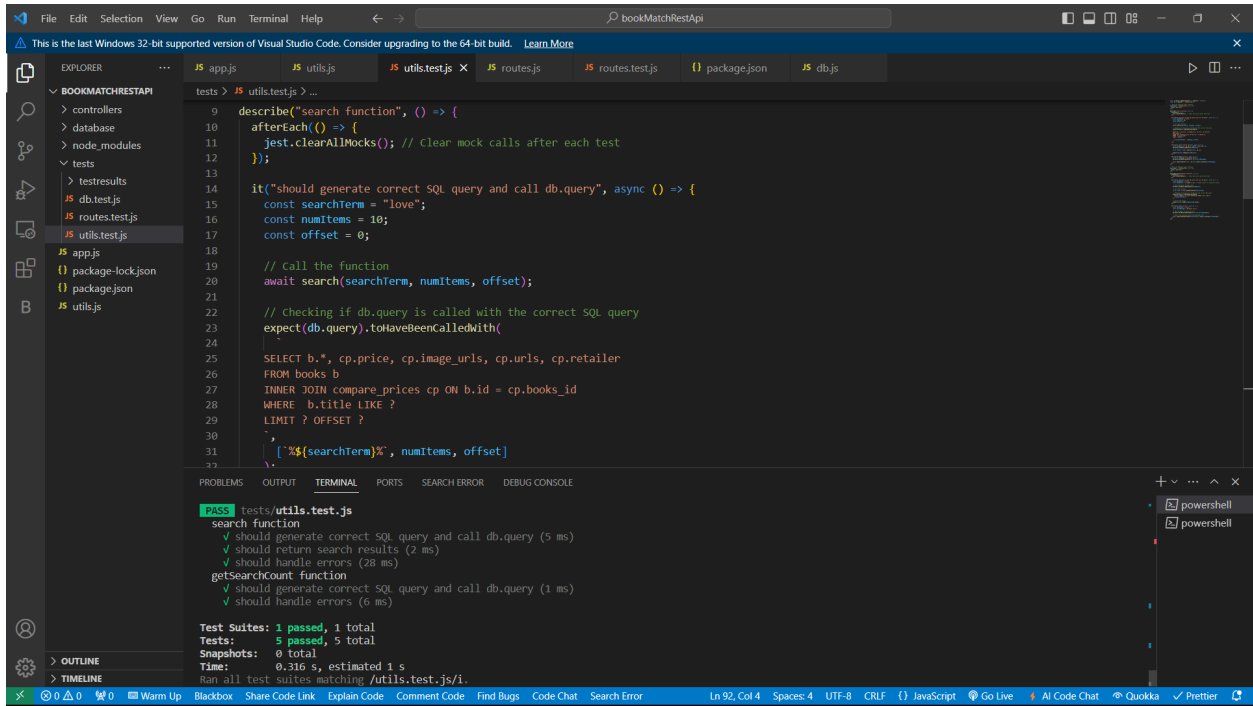 File Edit Selection View Go Run Terminal Help bookMatchRestApi
This is the last Windows 32-bit supported version of Visual Studio Code. Consider upgrading to the 64-bit build. Learn More
EXPLORER
BOOKMATCHRESTAPI
controllers
database
node_modules
tests
testresults
JS db.test.js
JS routes.test.js
JS utils.test.js
JS app.js
{} package-lock.json
{} package.json
JS utils.js
OUTLINE
TIMELINE
JS app.js JS utils.js JS utils.test.js JS routes.js JS routes.test.js {} package.json JS db.js
tests > JS utils.test.js > ...
9 describe("search function", () => {
10 afterEach(() => {
11 jest.clearAllMocks(); // Clear mock calls after each test
12 });
13
14 it("should generate correct SQL query and call db.query", async () => {
15 const searchTerm = "love";
16 const numItems = 10;
17 const offset = 0;
18
19 // Call the function
20 await search(searchTerm, numItems, offset);
21
22 // Checking if db.query is called with the correct SQL query
23 expect(db.query).toHaveBeenCalledWith(
24 `
25 SELECT b.*, cp.price, cp.image_urls, cp.urls, cp.retailer
26 FROM books b
27 INNER JOIN compare_prices cp ON b.id = cp.books_id
28 WHERE b.title LIKE ?
29 LIMIT ? OFFSET ?
30 `,
31 [`%${searchTerm}%`, numItems, offset]
32 );
PROBLEMS OUTPUT TERMINAL PORTS SEARCH ERROR DEBUG CONSOLE
powershell
powershell
PASS tests/utils.test.js
search function
√ should generate correct SQL query and call db.query (5 ms)
√ should return search results (2 ms)
√ should handle errors (28 ms)
getSearchCount function
√ should generate correct SQL query and call db.query (1 ms)
√ should handle errors (6 ms)
Test Suites: 1 passed, 1 total
Tests: 5 passed, 5 total
Snapshots: 0 total
Time: 0.316 s, estimated 1 s
Ran all test suites matching /utils.test.js/i.
0 0 0 Warm Up Blackbox Share Code Link Explain Code Comment Code Find Bugs Code Chat Search Error Ln 92, Col 4 Spaces: 4 UTF-8 CRLF {} JavaScript Go Live AI Code Chat Quokka Prettier